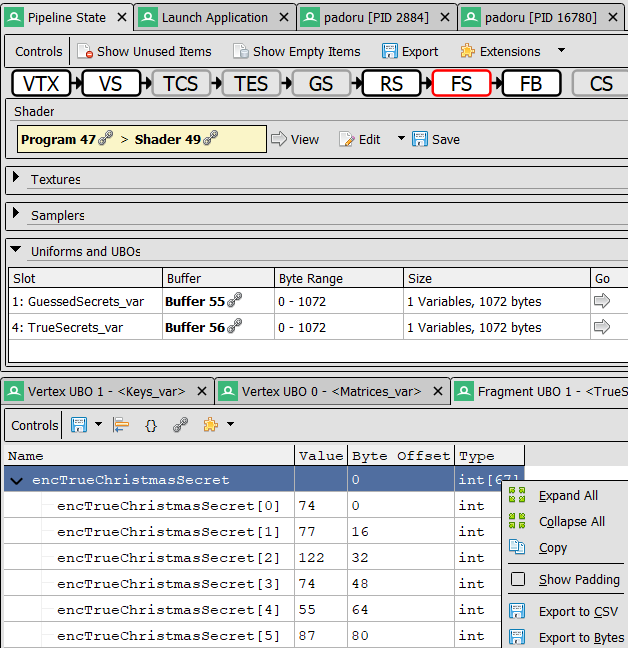 Pipeline State × Launch Application × padoru [PID 2884] × padoru [PID 16780] ×
Controls Show Unused Items Show Empty Items Export Extensions
VTX VS TCS TES GS RS FS FB CS
Shader
Program 47 > Shader 49 View Edit Save
Textures
Samplers
Uniforms and UBOs
Slot Buffer Byte Range Size Go
1: GuessedSecrets_var Buffer 55 0 - 1072 1 Variables, 1072 bytes
4: TrueSecrets_var Buffer 56 0 - 1072 1 Variables, 1072 bytes
Vertex UBO 1 - <Keys_var> × Vertex UBO 0 - <Matrices_var> × Fragment UBO 1 - <TrueS
Controls {}
Name Value Byte Offset Type
encTrueChristmasSecret 0 int[67]
encTrueChristmasSecret[0] 74 0 int
encTrueChristmasSecret[1] 77 16 int
encTrueChristmasSecret[2] 122 32 int
encTrueChristmasSecret[3] 74 48 int
encTrueChristmasSecret[4] 55 64 int
encTrueChristmasSecret[5] 87 80 int
Expand All
Collapse All
Copy
Show Padding
Export to CSV
Export to Bytes